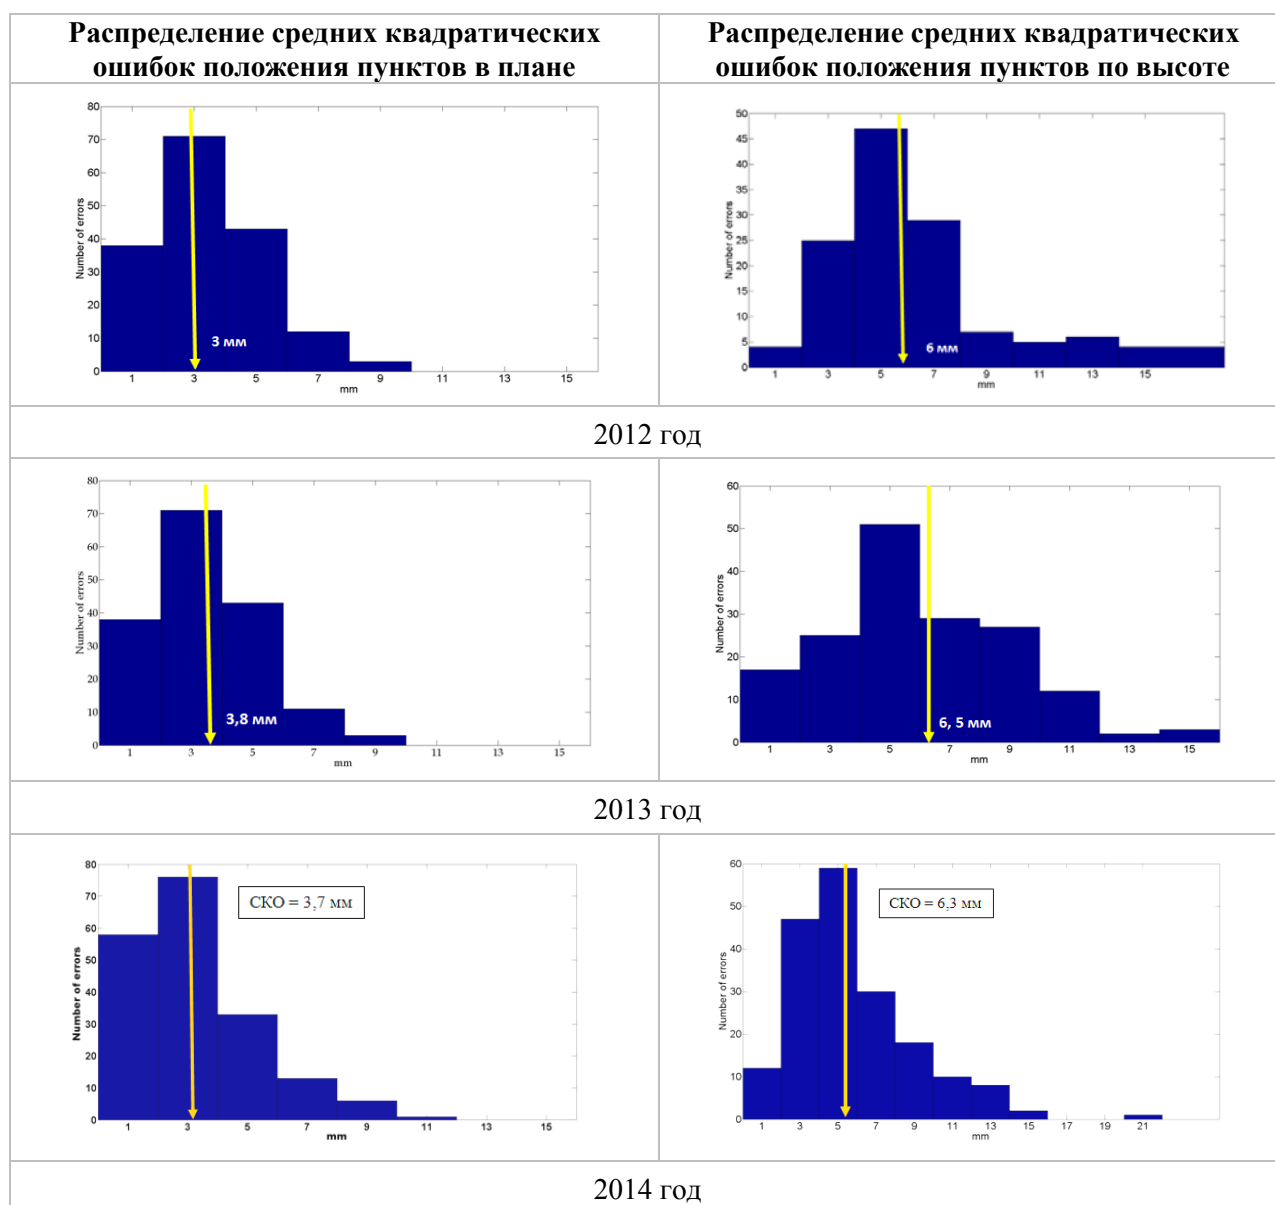 Распределение средних квадратических
ошибок положения пунктов в плане
Распределение средних квадратических
ошибок положения пунктов по высоте
80
70
60
50
40
30
20
10
0
Number of errors
3 мм
1 3 5 7 9 11 13 15
mm
50
45
40
35
30
25
20
15
10
5
0
Number of errors
6 мм
1 3 5 7 9 11 13 15
mm
2012 год
80
70
60
50
40
30
20
10
0
Number of errors
3,8 мм
1 3 5 7 9 11 13 15
mm
60
50
40
30
20
10
0
Number of errors
6, 5 мм
1 3 5 7 9 11 13 15
mm
2013 год
80
70
60
50
40
30
20
10
0
Number of errors
СКО = 3,7 мм
1 3 5 7 9 11 13 15
mm
60
50
40
30
20
10
0
Number of errors
СКО = 6,3 мм
1 3 5 7 9 11 13 15 17 19 21
mm
2014 год